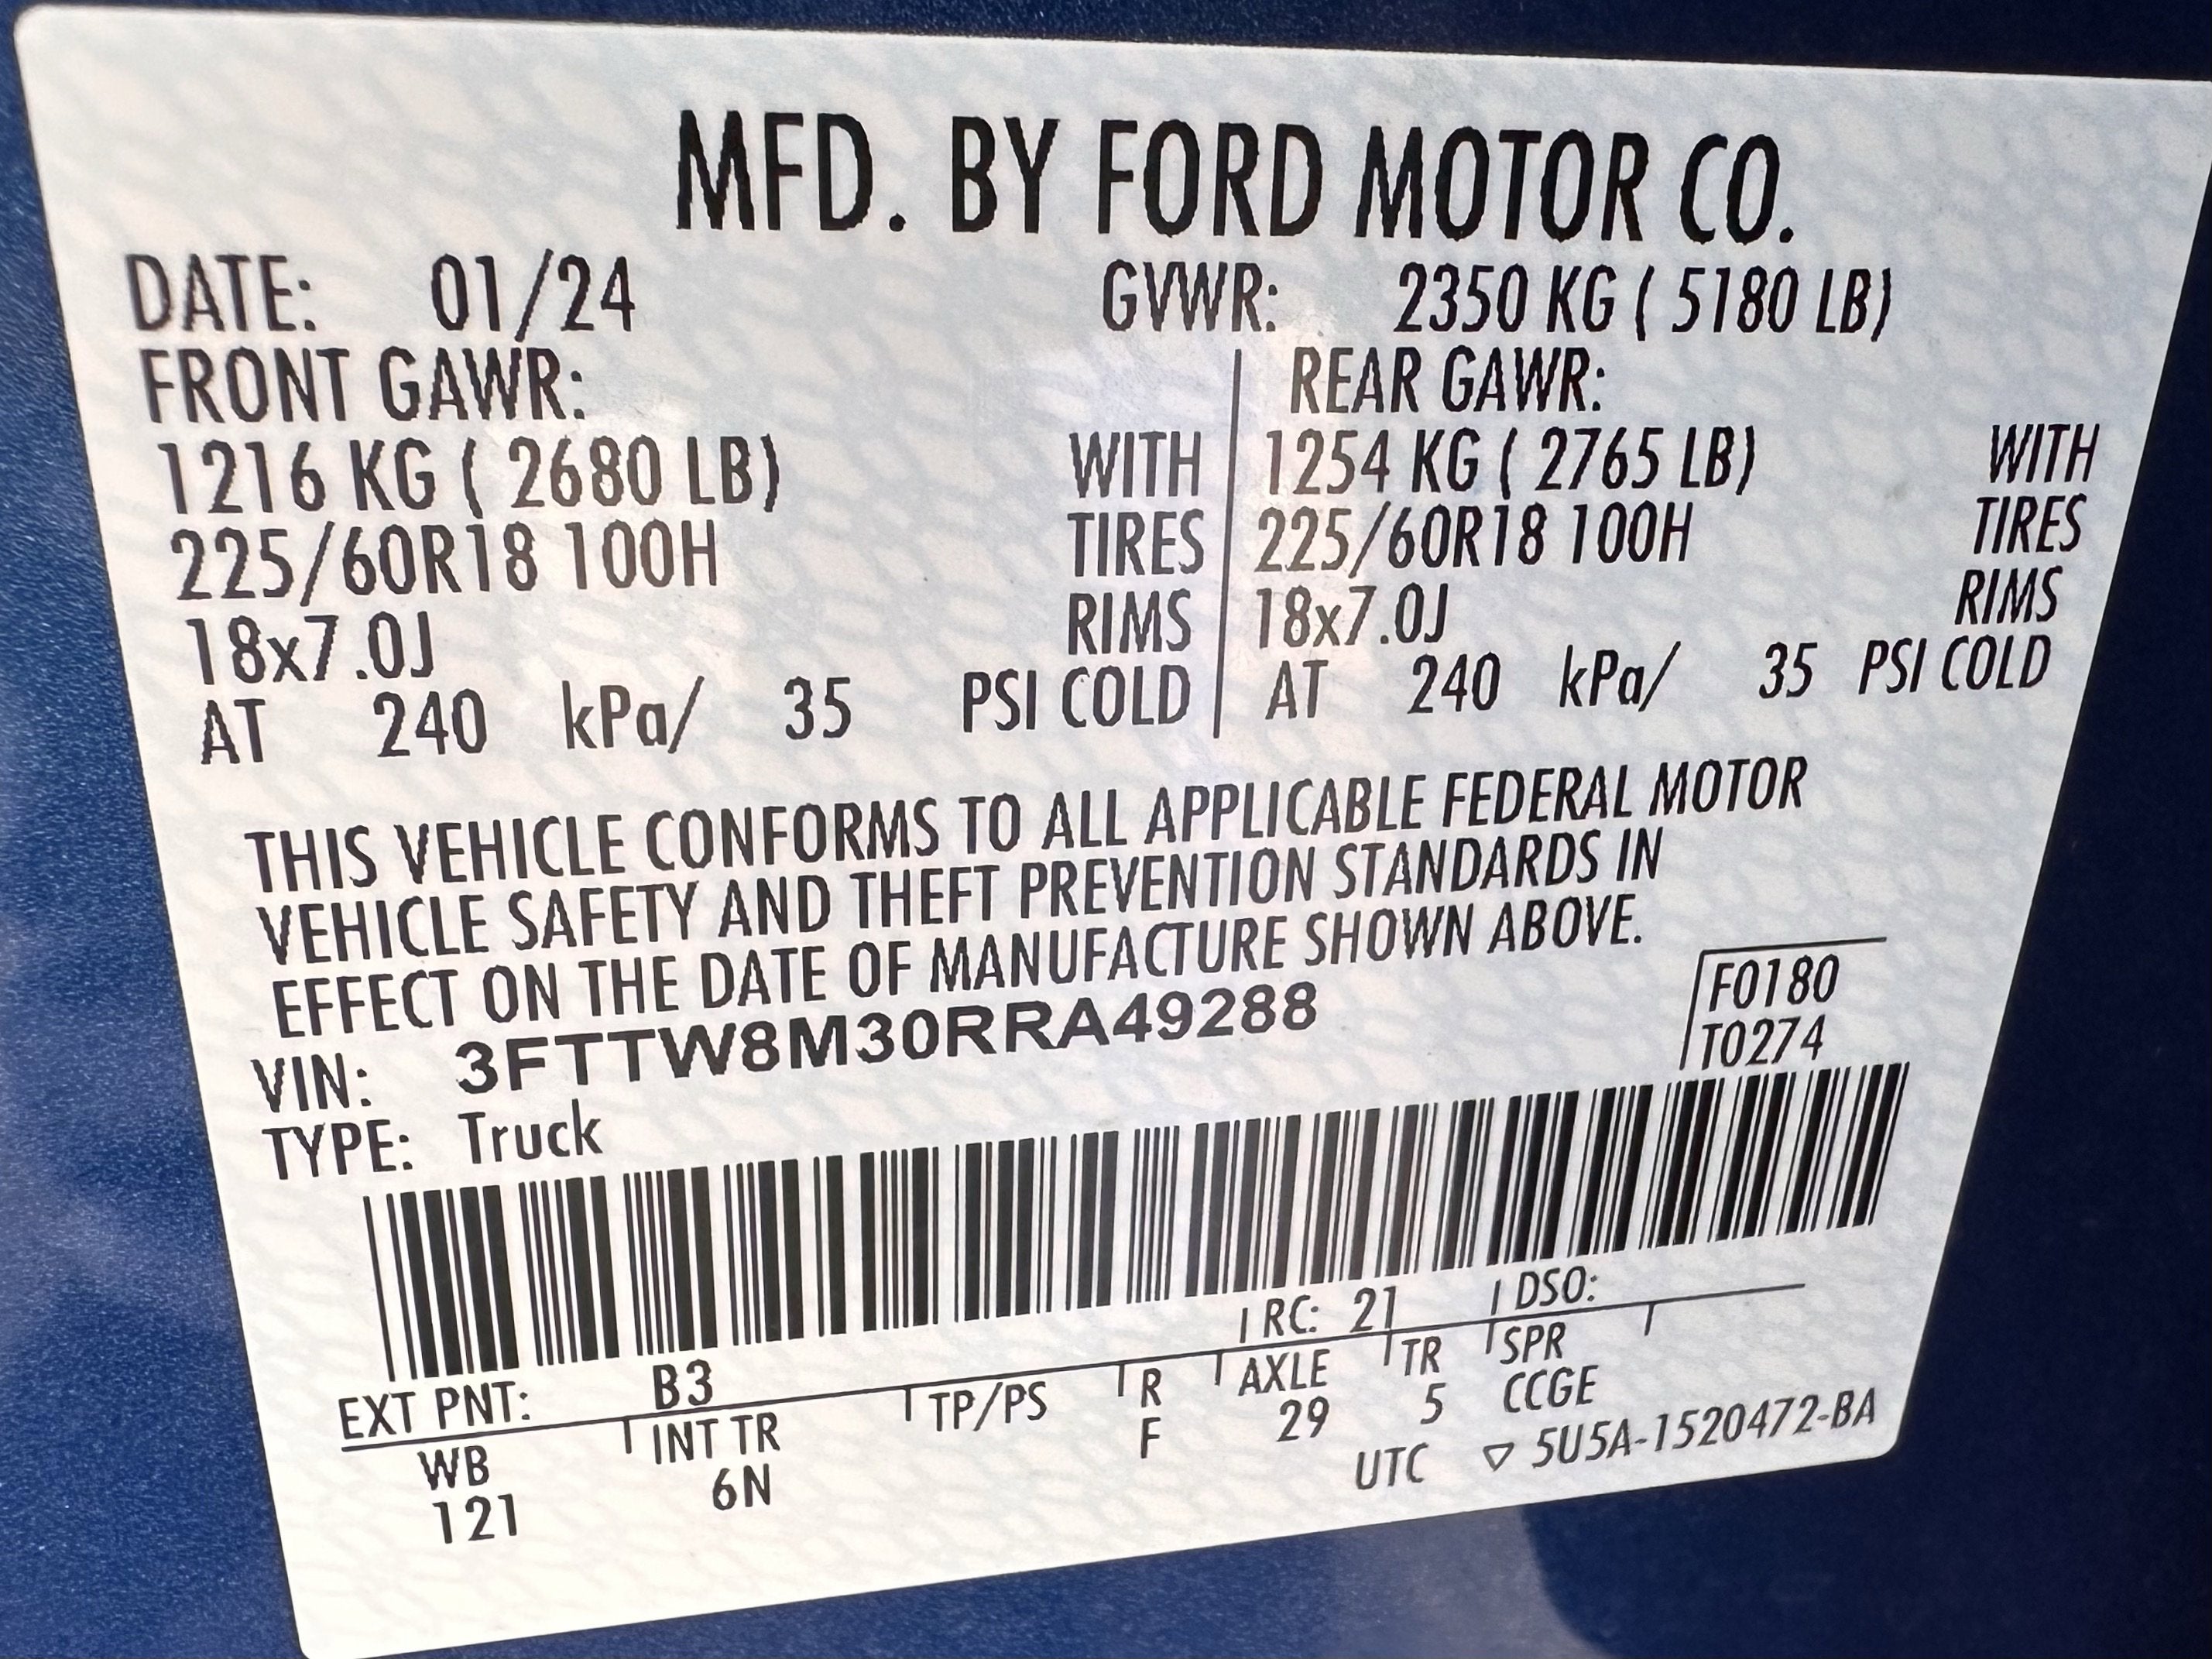 MFD. BY FORD MOTOR CO.
DATE: 01/24 GVWR: 2350 KG ( 5180 LB)
FRONT GAWR: REAR GAWR:
1216 KG ( 2680 LB) WITH 1254 KG ( 2765 LB) WITH
225/60R18 100H TIRES 225/60R18 100H TIRES
18x7.0J RIMS 18x7.0J RIMS
AT 240 kPa/ 35 PSI COLD AT 240 kPa/ 35 PSI COLD
THIS VEHICLE CONFORMS TO ALL APPLICABLE FEDERAL MOTOR
VEHICLE SAFETY AND THEFT PREVENTION STANDARDS IN
EFFECT ON THE DATE OF MANUFACTURE SHOWN ABOVE.
VIN: 3FTTW8M30RRA49288 F0180
TYPE: Truck T0274
EXT PNT: B3 RC: 21 DSO:
WB INT TR TP/PS R AXLE TR SPR
121 6N F 29 5 CCGE
UTC ▽ 5U5A-1520472-BA